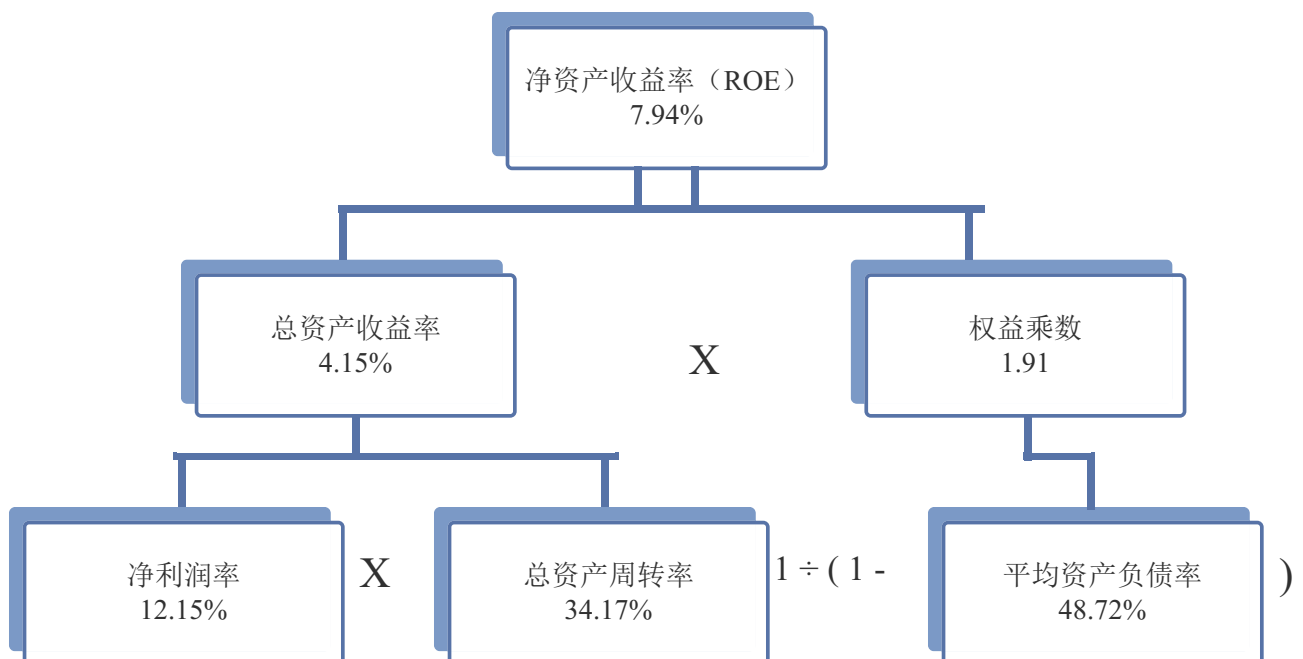 净资产收益率（ROE）
7.94%
总资产收益率
4.15%
X
权益乘数
1.91
净利润率
12.15%
X
总资产周转率
34.17%
1 ÷ ( 1 -
平均资产负债率
48.72%
)